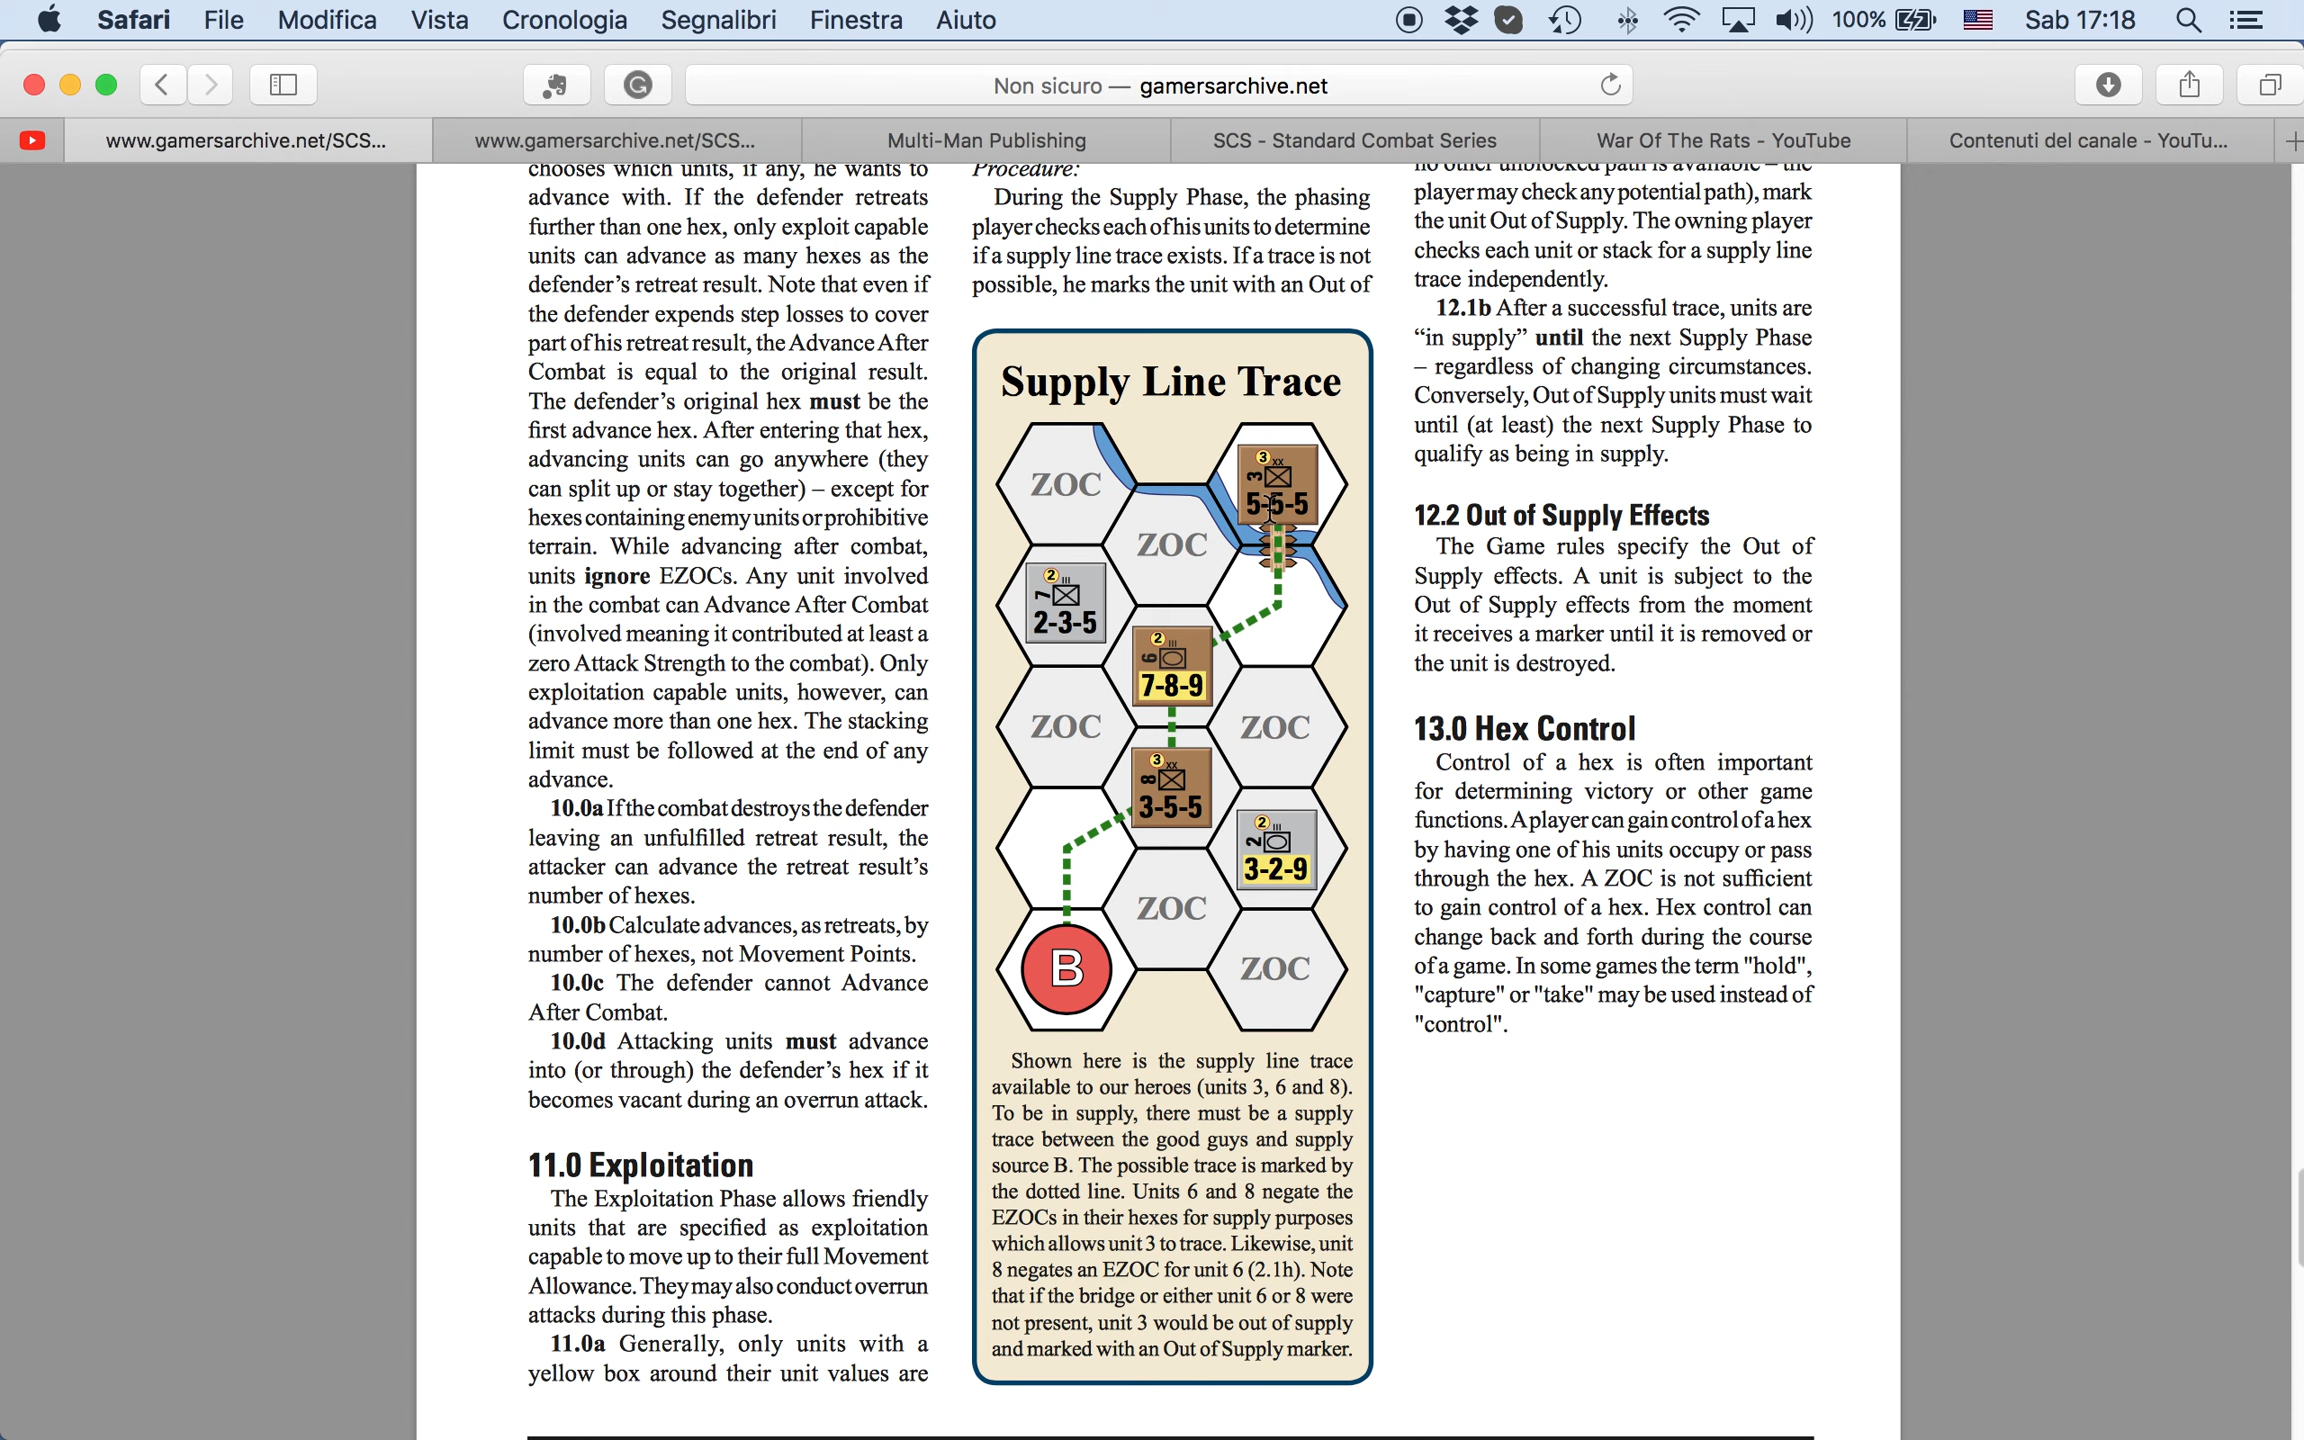 Safari File Modifica Vista Cronologia Segnalibri Finestra Aiuto 100% Sab 17:18
Non sicuro — gamersarchive.net
www.gamersarchive.net/SCS... www.gamersarchive.net/SCS... Multi-Man Publishing SCS - Standard Combat Series War Of The Rats - YouTube Contenuti del canale - YouTu...
chooses which units, if any, he wants to
advance with. If the defender retreats
further than one hex, only exploit capable
units can advance as many hexes as the
defender’s retreat result. Note that even if
the defender expends step losses to cover
part of his retreat result, the Advance After
Combat is equal to the original result.
The defender’s original hex must be the
first advance hex. After entering that hex,
advancing units can go anywhere (they
can split up or stay together) – except for
hexes containing enemy units or prohibitive
terrain. While advancing after combat,
units ignore EZOCs. Any unit involved
in the combat can Advance After Combat
(involved meaning it contributed at least a
zero Attack Strength to the combat). Only
exploitation capable units, however, can
advance more than one hex. The stacking
limit must be followed at the end of any
advance.
10.0a If the combat destroys the defender
leaving an unfulfilled retreat result, the
attacker can advance the retreat result’s
number of hexes.
10.0b Calculate advances, as retreats, by
number of hexes, not Movement Points.
10.0c The defender cannot Advance
After Combat.
10.0d Attacking units must advance
into (or through) the defender’s hex if it
becomes vacant during an overrun attack.
11.0 Exploitation
The Exploitation Phase allows friendly
units that are specified as exploitation
capable to move up to their full Movement
Allowance. They may also conduct overrun
attacks during this phase.
11.0a Generally, only units with a
yellow box around their unit values are
Procedure:
During the Supply Phase, the phasing
player checks each of his units to determine
if a supply line trace exists. If a trace is not
possible, he marks the unit with an Out of
Supply Line Trace
ZOC
3
XX
3
5-5-5
ZOC
2
III
7
2-3-5
2
III
6
7-8-9
ZOC
ZOC
3
XX
8
3-5-5
2
III
2
3-2-9
ZOC
B
ZOC
Shown here is the supply line trace
available to our heroes (units 3, 6 and 8).
To be in supply, there must be a supply
trace between the good guys and supply
source B. The possible trace is marked by
the dotted line. Units 6 and 8 negate the
EZOCs in their hexes for supply purposes
which allows unit 3 to trace. Likewise, unit
8 negates an EZOC for unit 6 (2.1h). Note
that if the bridge or either unit 6 or 8 were
not present, unit 3 would be out of supply
and marked with an Out of Supply marker.
no other unblocked path is available – the
player may check any potential path), mark
the unit Out of Supply. The owning player
checks each unit or stack for a supply line
trace independently.
12.1b After a successful trace, units are
“in supply” until the next Supply Phase
– regardless of changing circumstances.
Conversely, Out of Supply units must wait
until (at least) the next Supply Phase to
qualify as being in supply.
12.2 Out of Supply Effects
The Game rules specify the Out of
Supply effects. A unit is subject to the
Out of Supply effects from the moment
it receives a marker until it is removed or
the unit is destroyed.
13.0 Hex Control
Control of a hex is often important
for determining victory or other game
functions. A player can gain control of a hex
by having one of his units occupy or pass
through the hex. A ZOC is not sufficient
to gain control of a hex. Hex control can
change back and forth during the course
of a game. In some games the term "hold",
"capture" or "take" may be used instead of
"control".